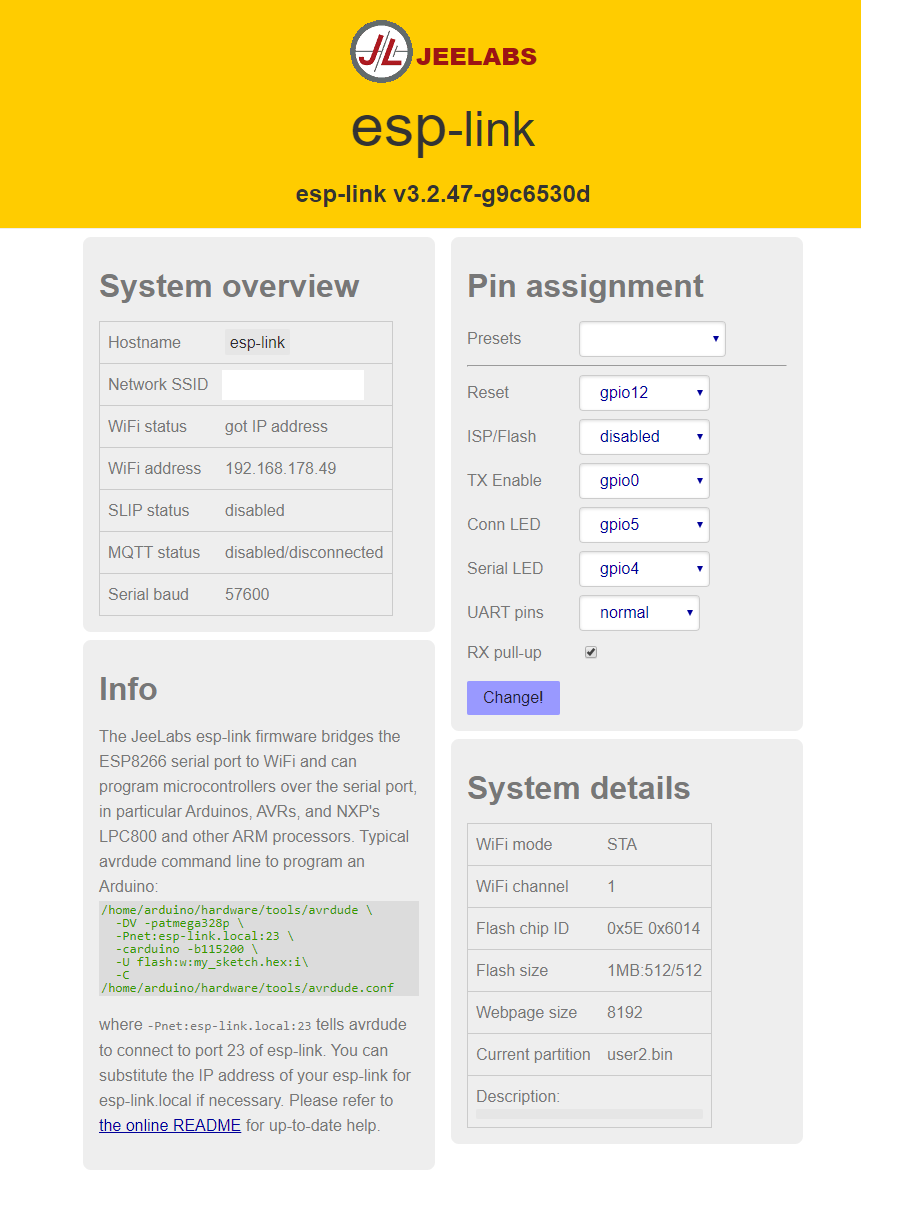 JL JEELABS
esp-link
esp-link v3.2.47-g9c6530d
System overview
Hostname esp-link
Network SSID
WiFi status got IP address
WiFi address 192.168.178.49
SLIP status disabled
MQTT status disabled/disconnected
Serial baud 57600
Info
The JeeLabs esp-link firmware bridges the
ESP8266 serial port to WiFi and can
program microcontrollers over the serial port,
in particular Arduinos, AVRs, and NXP's
LPC800 and other ARM processors. Typical
avrdude command line to program an
Arduino:
/home/arduino/hardware/tools/avrdude \
-DV -patmega328p \
-Pnet:esp-link.local:23 \
-carduino -b115200 \
-U flash:w:my_sketch.hex:i\
-C
/home/arduino/hardware/tools/avrdude.conf
where -Pnet:esp-link.local:23 tells avrdude
to connect to port 23 of esp-link. You can
substitute the IP address of your esp-link for
esp-link.local if necessary. Please refer to
the online README for up-to-date help.
Pin assignment
Presets
Reset gpio12
ISP/Flash disabled
TX Enable gpio0
Conn LED gpio5
Serial LED gpio4
UART pins normal
RX pull-up
Change!
System details
WiFi mode STA
WiFi channel 1
Flash chip ID 0x5E 0x6014
Flash size 1MB:512/512
Webpage size 8192
Current partition user2.bin
Description: